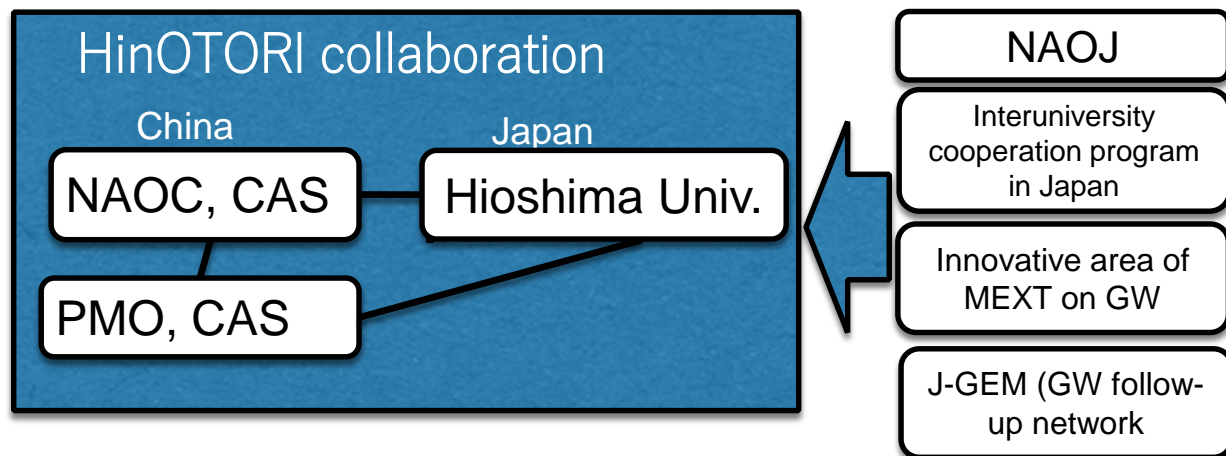 HinOTORI collaboration
China
Japan
NAOC, CAS
Hioshima Univ.
PMO, CAS
NAOJ
Interuniversity
cooperation program
in Japan
Innovative area of
MEXT on GW
J-GEM (GW follow-
up network